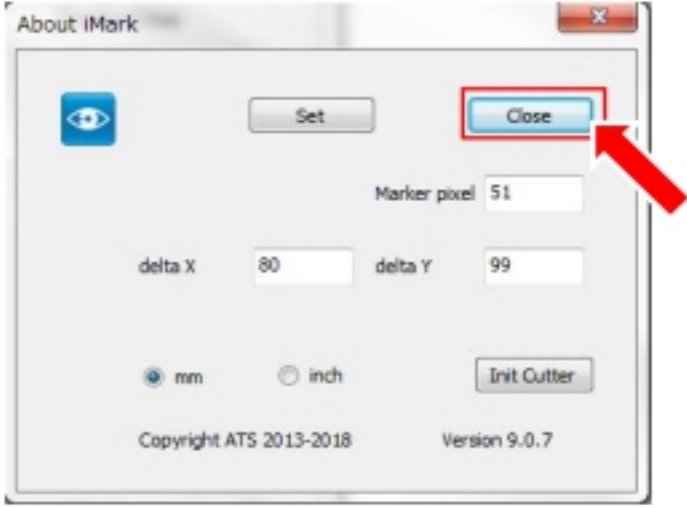 About iMark
Set
Close
Marker pixel 51
delta X 80 delta Y 99
mm inch Init Cutter
Copyright ATS 2013-2018 Version 9.0.7